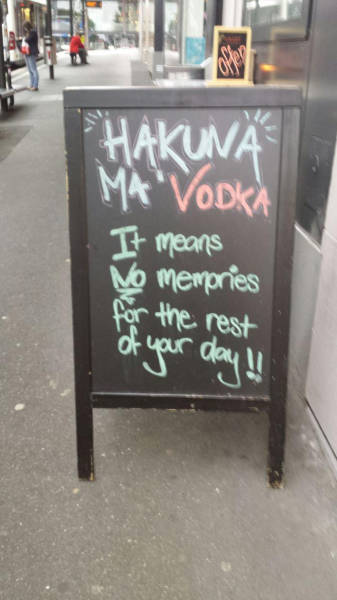 HAKUNA
MA' VODKA
It means
No memories
for the rest
of your day!!